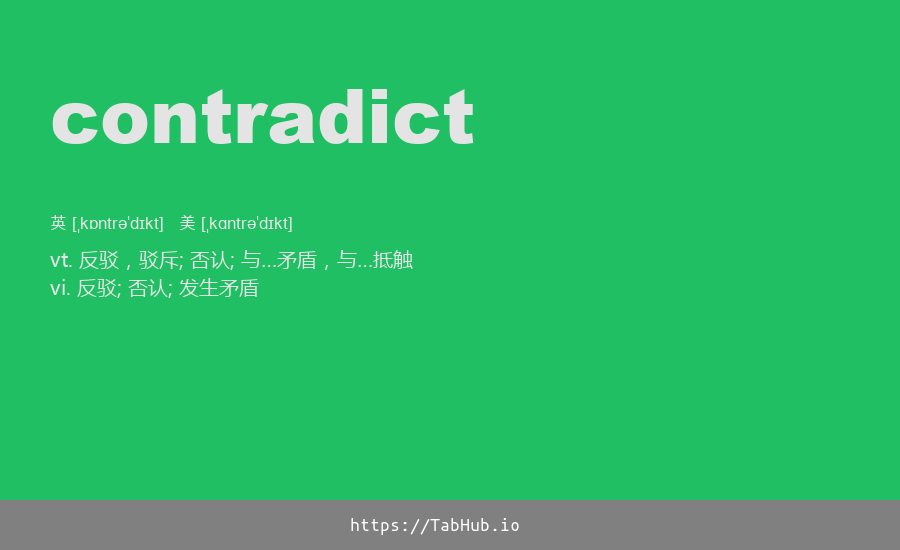 contradict
英 [ˌkɒntrəˈdɪkt] 美 [ˌkɑntrəˈdɪkt]
vt. 反驳，驳斥; 否认; 与...矛盾，与...抵触
vi. 反驳; 否认; 发生矛盾
https://TabHub.io